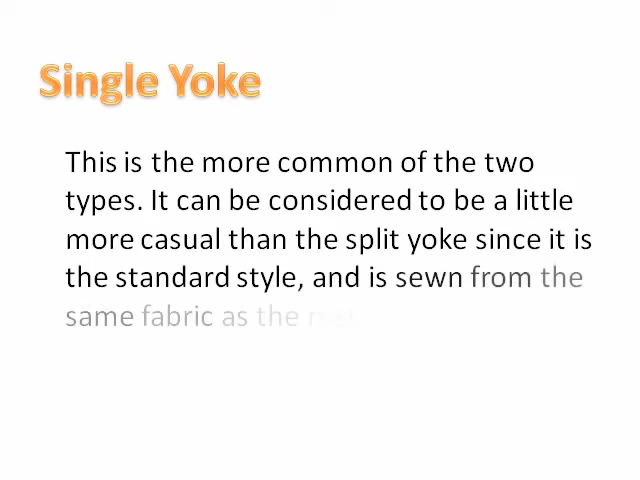 Single Yoke
This is the more common of the two
types. It can be considered to be a little
more casual than the split yoke since it is
the standard style, and is sewn from the
same fabric as the